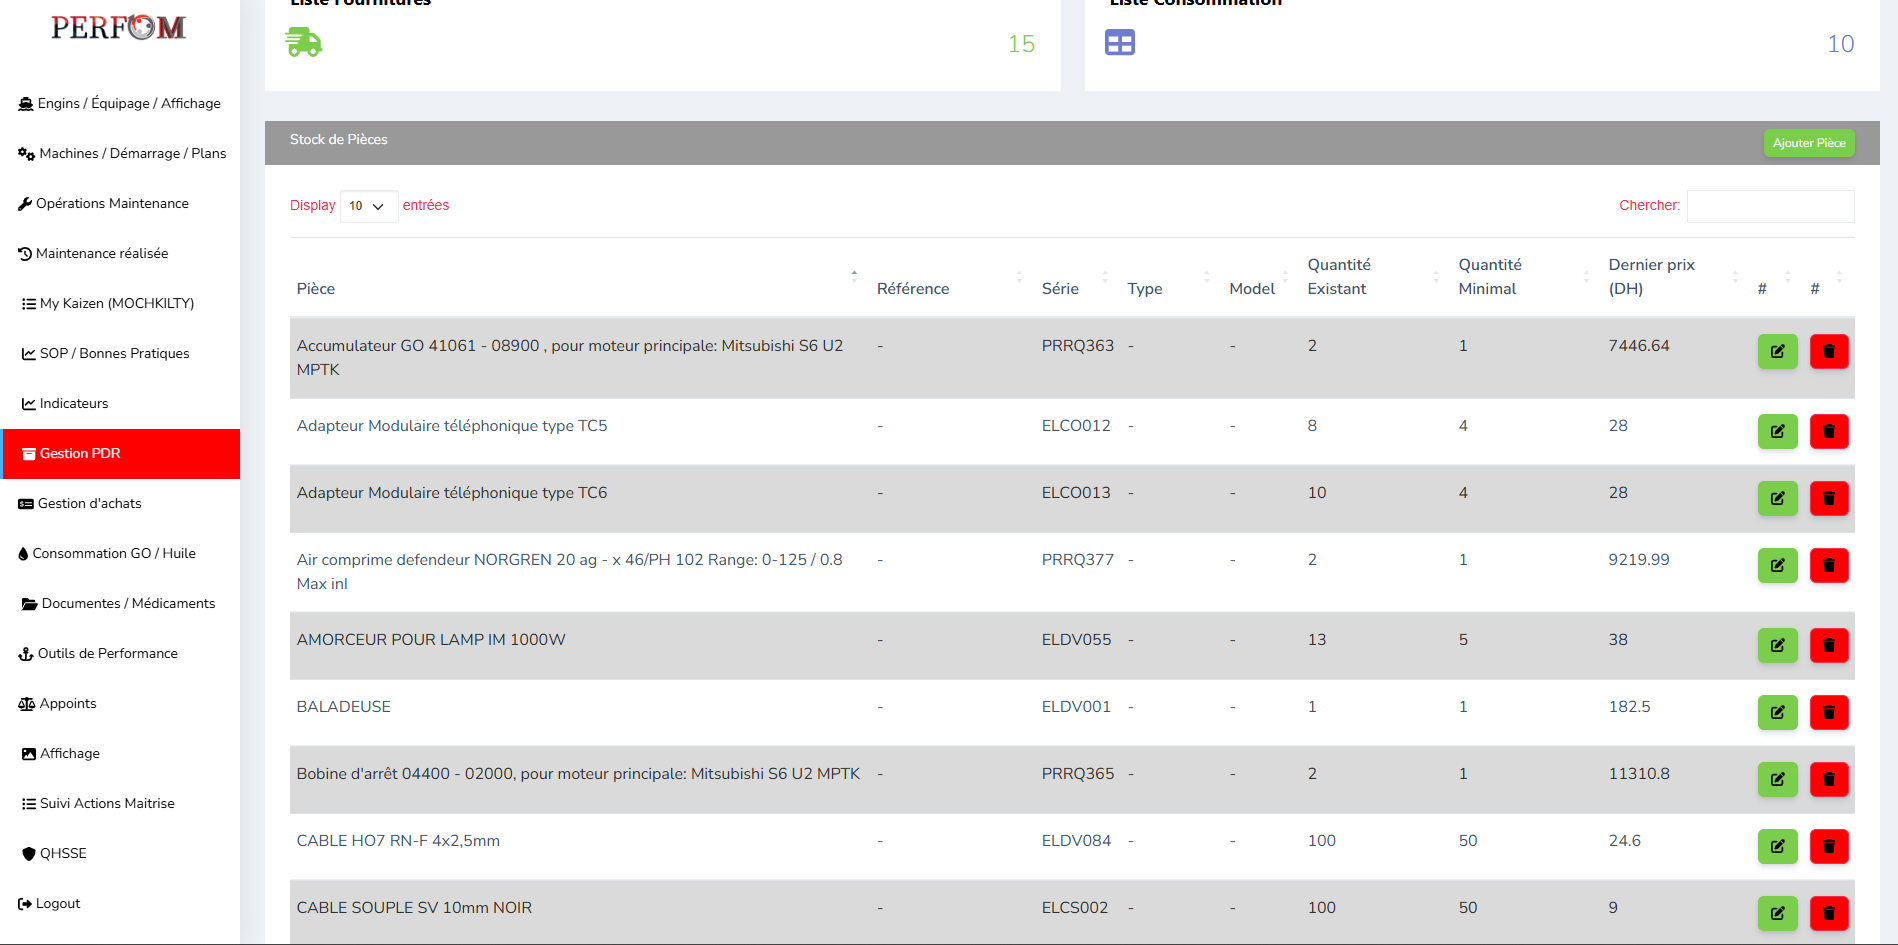 PERFOM
Engins / Équipage / Affichage
Machines / Démarrage / Plans
Opérations Maintenance
Maintenance réalisée
My Kaizen (MOCHKILTY)
SOP / Bonnes Pratiques
Indicateurs
Gestion PDR
Gestion d'achats
Consommation GO / Huile
Documentes / Médicaments
Outils de Performance
Appoints
Affichage
Suivi Actions Maitrise
QHSSE
Logout
Liste Fournitures
15
Liste Consommation
10
Stock de Pièces
Ajouter Pièce
Display 10 entrées
Chercher:
Pièce Référence Série Type Model Quantité Existant Quantité Minimal Dernier prix (DH) # #
Accumulateur GO 41061 - 08900 , pour moteur principale: Mitsubishi S6 U2 - PRRQ363 - - 2 1 7446.64
MPTK
Adapteur Modulaire téléphonique type TC5 - ELCO012 - - 8 4 28
Adapteur Modulaire téléphonique type TC6 - ELCO013 - - 10 4 28
Air comprime defendeur NORGREN 20 ag - x 46/PH 102 Range: 0-125 / 0.8 - PRRQ377 - - 2 1 9219.99
Max inl
AMORCEUR POUR LAMP IM 1000W - ELDV055 - - 13 5 38
BALADEUSE - ELDV001 - - 1 1 182.5
Bobine d'arrêt 04400 - 02000, pour moteur principale: Mitsubishi S6 U2 MPTK - PRRQ365 - - 2 1 11310.8
CABLE HO7 RN-F 4x2,5mm - ELDV084 - - 100 50 24.6
CABLE SOUPLE SV 10mm NOIR - ELCS002 - - 100 50 9